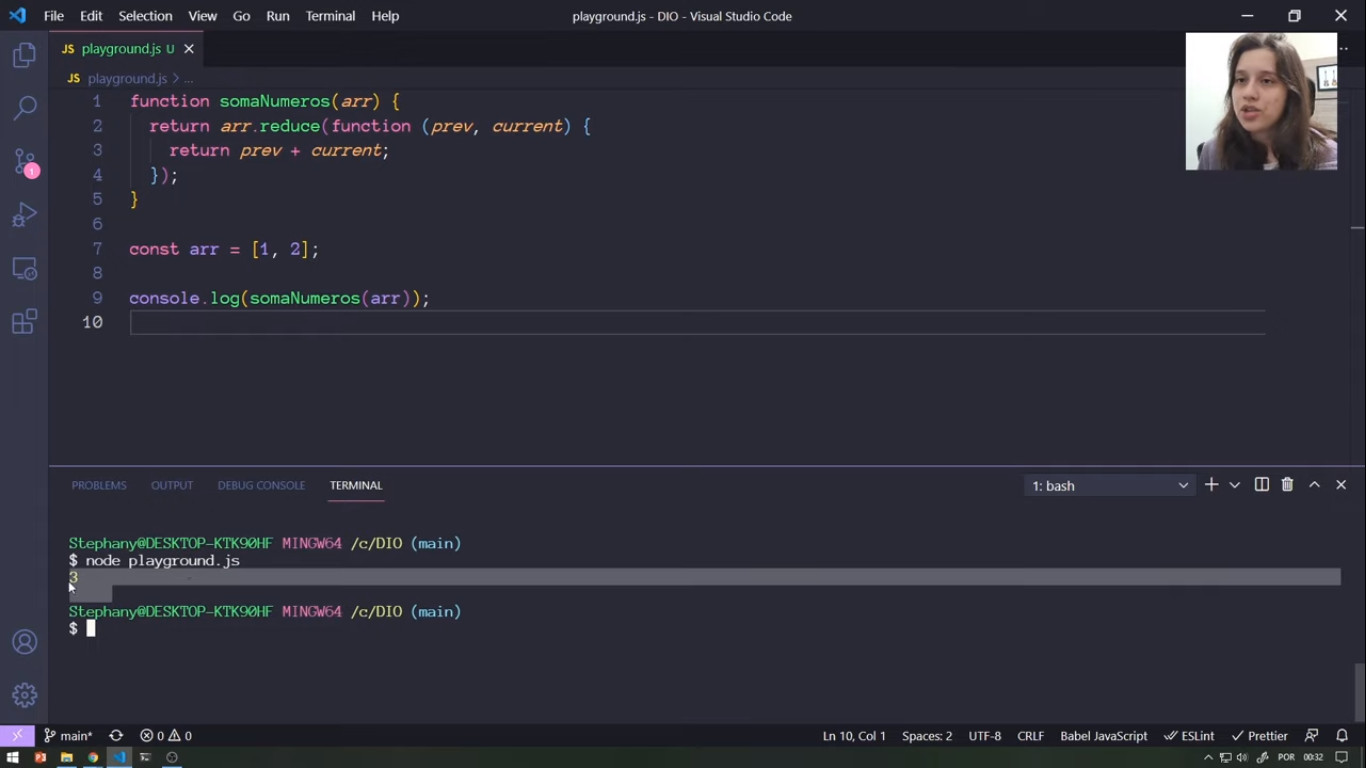 File Edit Selection View Go Run Terminal Help playground.js - DIO - Visual Studio Code
JS playground.js U
JS playground.js > ...
1 function somaNumeros(arr) {
2 return arr.reduce(function (prev, current) {
3 return prev + current;
4 });
5 }
6
7 const arr = [1, 2];
8
9 console.log(somaNumeros(arr));
10
1
PROBLEMS OUTPUT DEBUG CONSOLE TERMINAL 1: bash
Stephany@DESKTOP-KTK90HF MINGW64 /c/DIO (main)
$ node playground.js
3
Stephany@DESKTOP-KTK90HF MINGW64 /c/DIO (main)
$
main* 0 0 Ln 10, Col 1 Spaces: 2 UTF-8 CRLF Babel JavaScript ESLint Prettier
POR 00:32